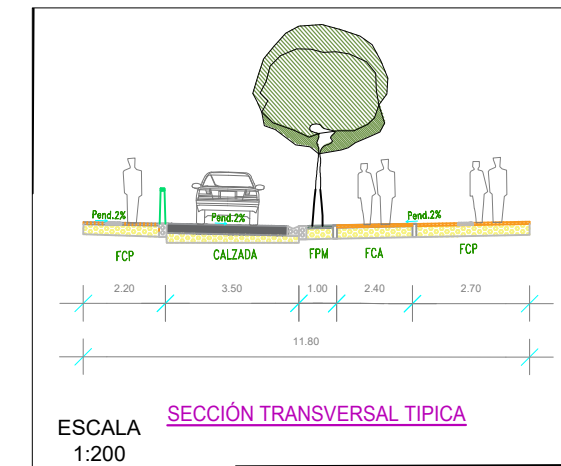 Pend.2% Pend.2% Pend.2%
FCP CALZADA FPM FCA FCP
2.20 3.50 1.00 2.40 2.70
11.80
SECCIÓN TRANSVERSAL TIPICA
ESCALA
1:200